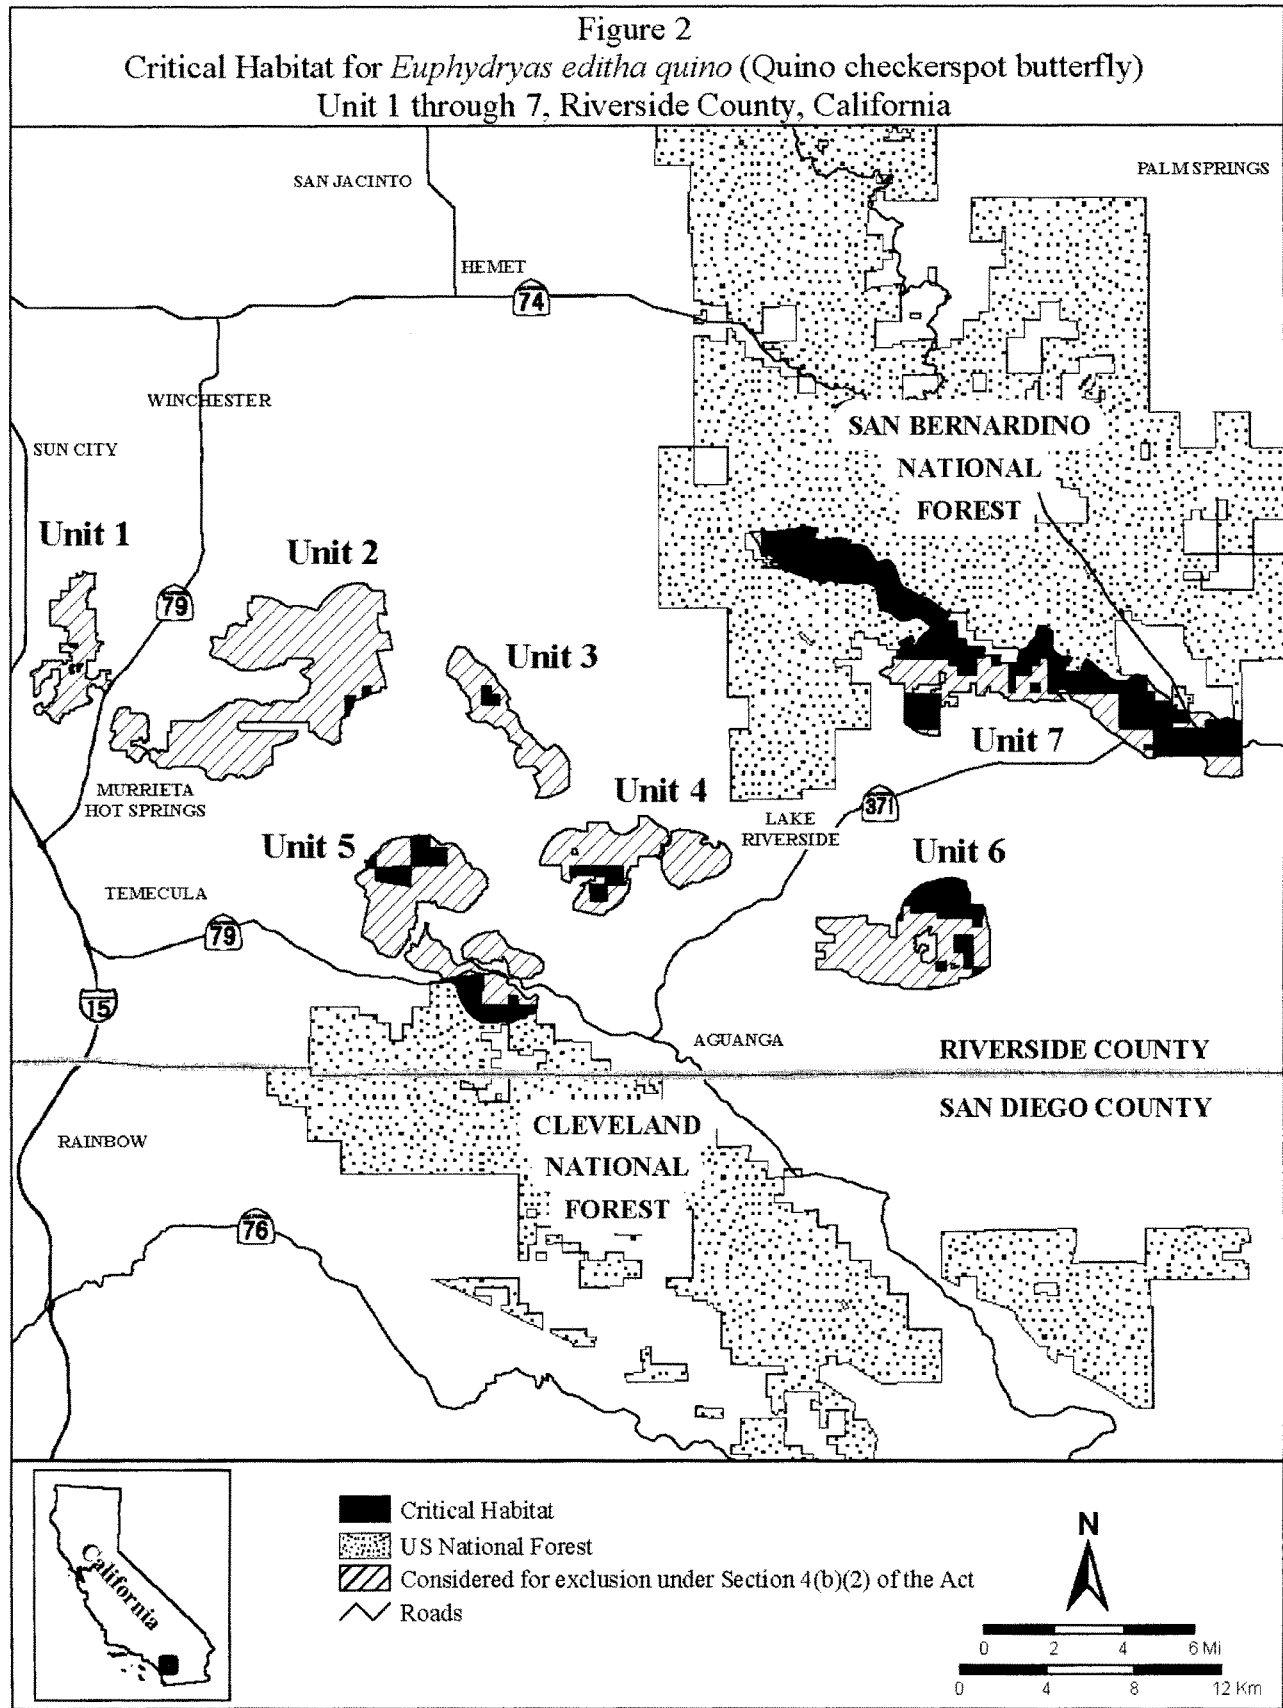 Figure 2
Critical Habitat for Euphydryas editha quino (Quino checkerspot butterfly)
Unit 1 through 7, Riverside County, California
SAN JACINTO
PALM SPRINGS
HEMET
74
WINCHESTER
SUN CITY
SAN BERNARDINO
NATIONAL
FOREST
Unit 1
Unit 2
79
Unit 3
Unit 7
MURRIETA
HOT SPRINGS
Unit 4
371
LAKE
RIVERSIDE
Unit 5
Unit 6
TEMECULA
79
15
AGUANGA
RIVERSIDE COUNTY
SAN DIEGO COUNTY
RAINBOW
CLEVELAND
NATIONAL
FOREST
76
California
Critical Habitat
US National Forest
Considered for exclusion under Section 4(b)(2) of the Act
Roads
N
0 2 4 6 Mi
0 4 8 12 Km